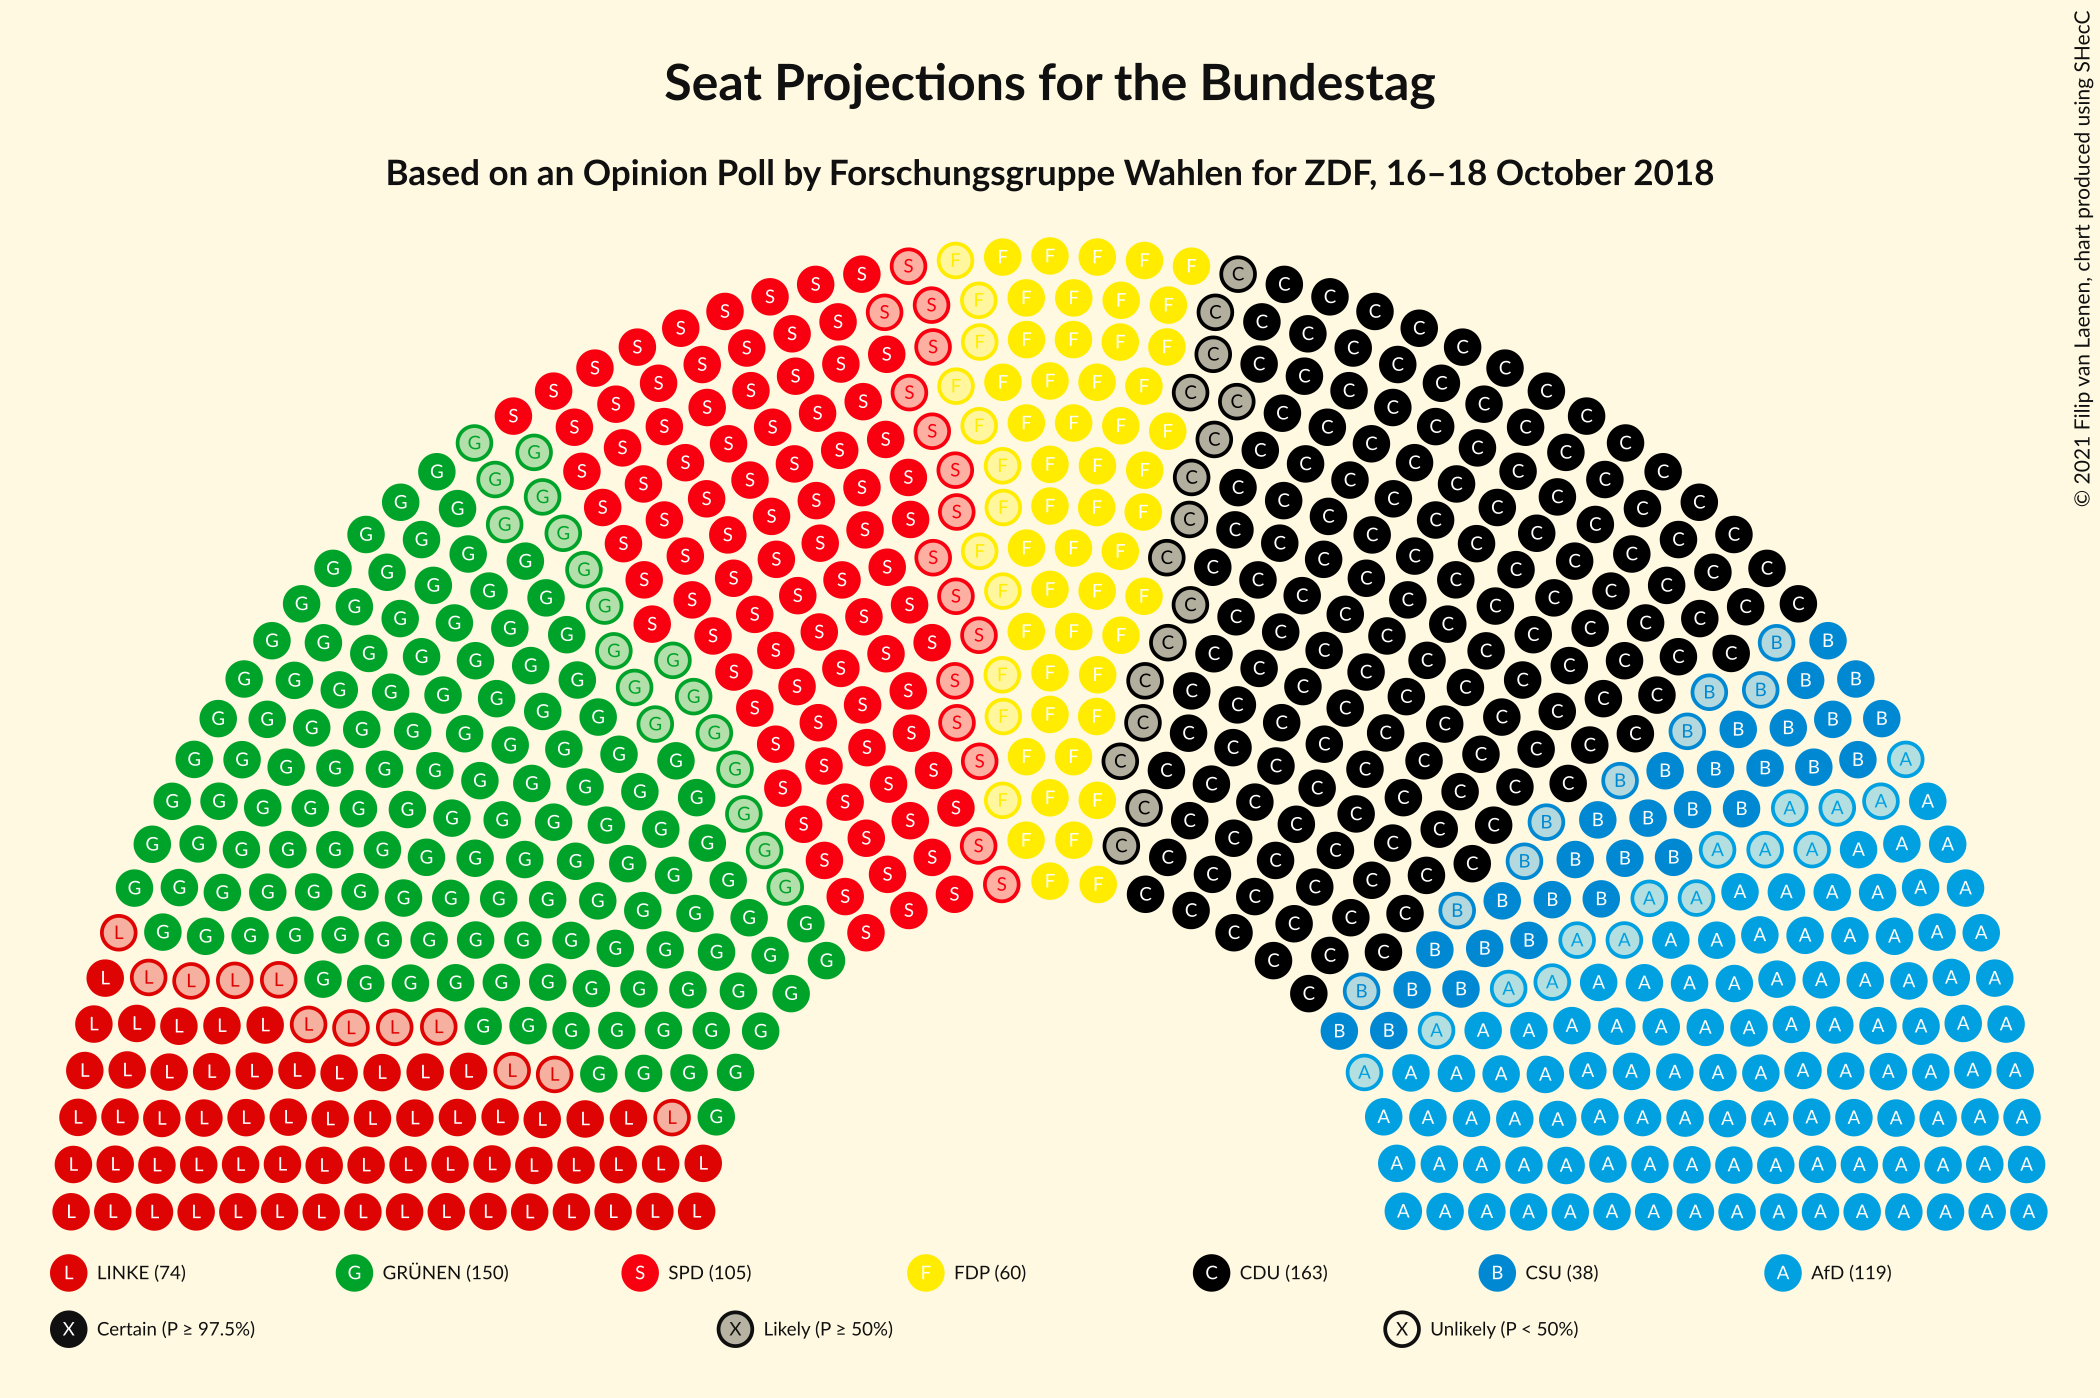 Seat Projections for the Bundestag
Based on an Opinion Poll by Forschungsgruppe Wahlen for ZDF, 16–18 October 2018
© 2021 Filip van Laenen, chart produced using SHecC
L LINKE (74) G GRÜNEN (150) S SPD (105) F FDP (60) C CDU (163) B CSU (38) A AfD (119)
X Certain (P ≥ 97.5%) X Likely (P ≥ 50%) X Unlikely (P < 50%)